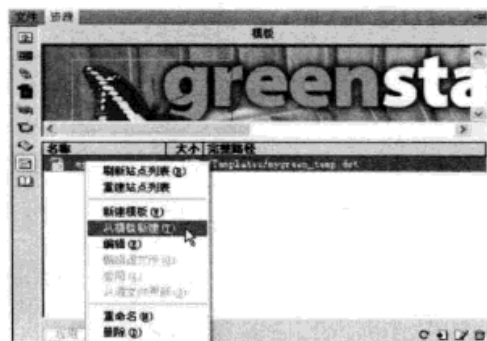 文件 资源
模板
greensta
名称 大小 完整路径
Templates/mygreen_temp.dwt
刷新站点列表(R)
重建站点列表
新建模板(T)
从模板新建(T)
编辑(E)
重命名(M)
删除(D)